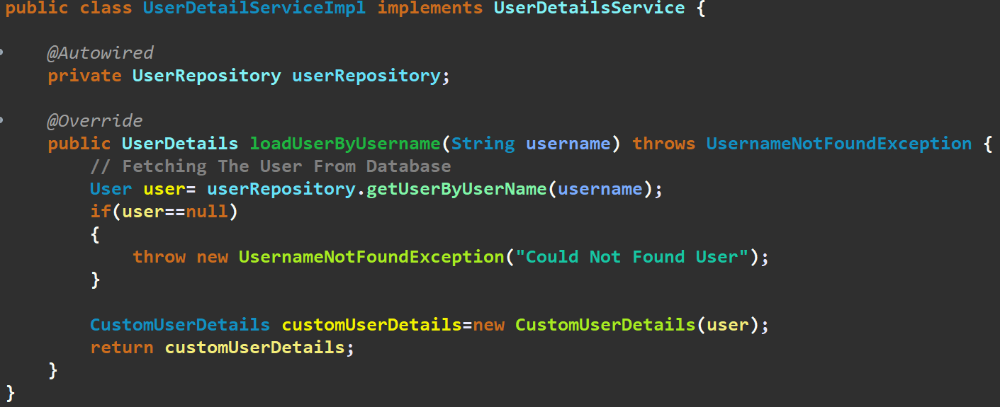 public class UserDetailServiceImpl implements UserDetailsService {
@Autowired
private UserRepository userRepository;
@Override
public UserDetails loadUserByUsername(String username) throws UsernameNotFoundException {
// Fetching The User From Database
User user= userRepository.getUserByUserName(username);
if(user==null)
{
throw new UsernameNotFoundException("Could Not Found User");
}
CustomUserDetails customUserDetails=new CustomUserDetails(user);
return customUserDetails;
}
}